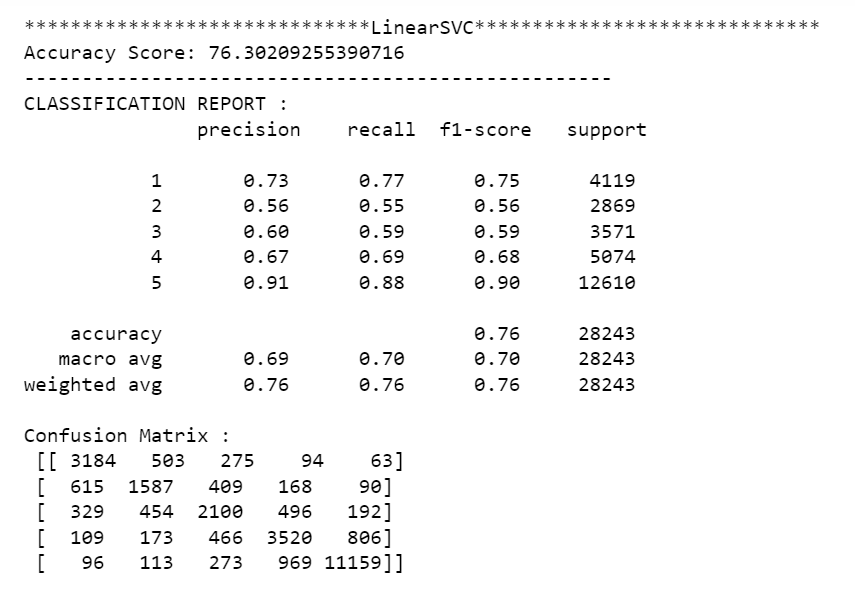 ******************************LinearSVC******************************
Accuracy Score: 76.30209255390716
---------------------------------------------------
CLASSIFICATION REPORT :
               precision    recall  f1-score   support

           1       0.73      0.77      0.75      4119
           2       0.56      0.55      0.56      2869
           3       0.60      0.59      0.59      3571
           4       0.67      0.69      0.68      5074
           5       0.91      0.88      0.90     12610

    accuracy                           0.76     28243
   macro avg       0.69      0.70      0.70     28243
weighted avg       0.76      0.76      0.76     28243

Confusion Matrix :
 [[ 3184   503   275    94    63]
 [  615  1587   409   168    90]
 [  329   454  2100   496   192]
 [  109   173   466  3520   806]
 [   96   113   273   969 11159]]